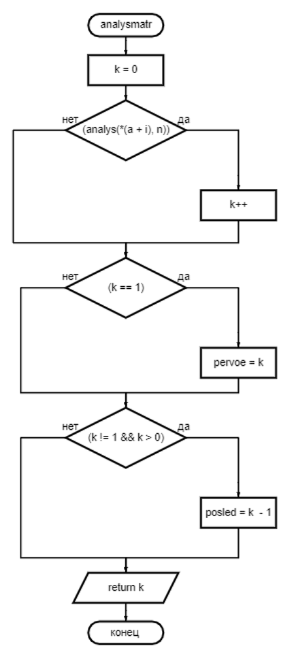 analysmatr
k = 0
нет
да
(analys(*(a + i), n))
k++
нет
да
(k == 1)
pervoe = k
нет
да
(k != 1 && k > 0)
posled = k - 1
return k
конец